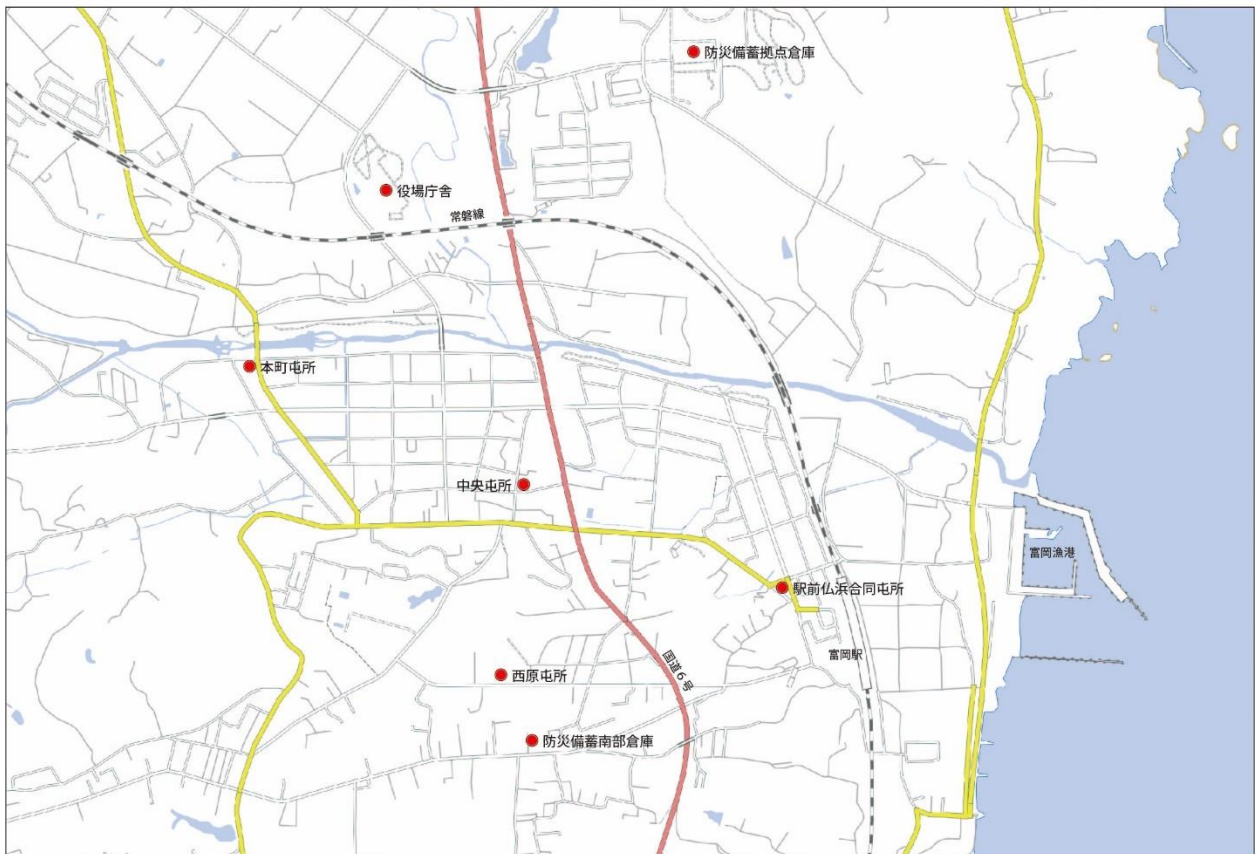 防災備蓄拠点倉庫
役場庁舎
常磐線
本町屯所
中央屯所
富岡漁港
駅前仏浜合同屯所
富岡駅
国道6号
西原屯所
防災備蓄南部倉庫